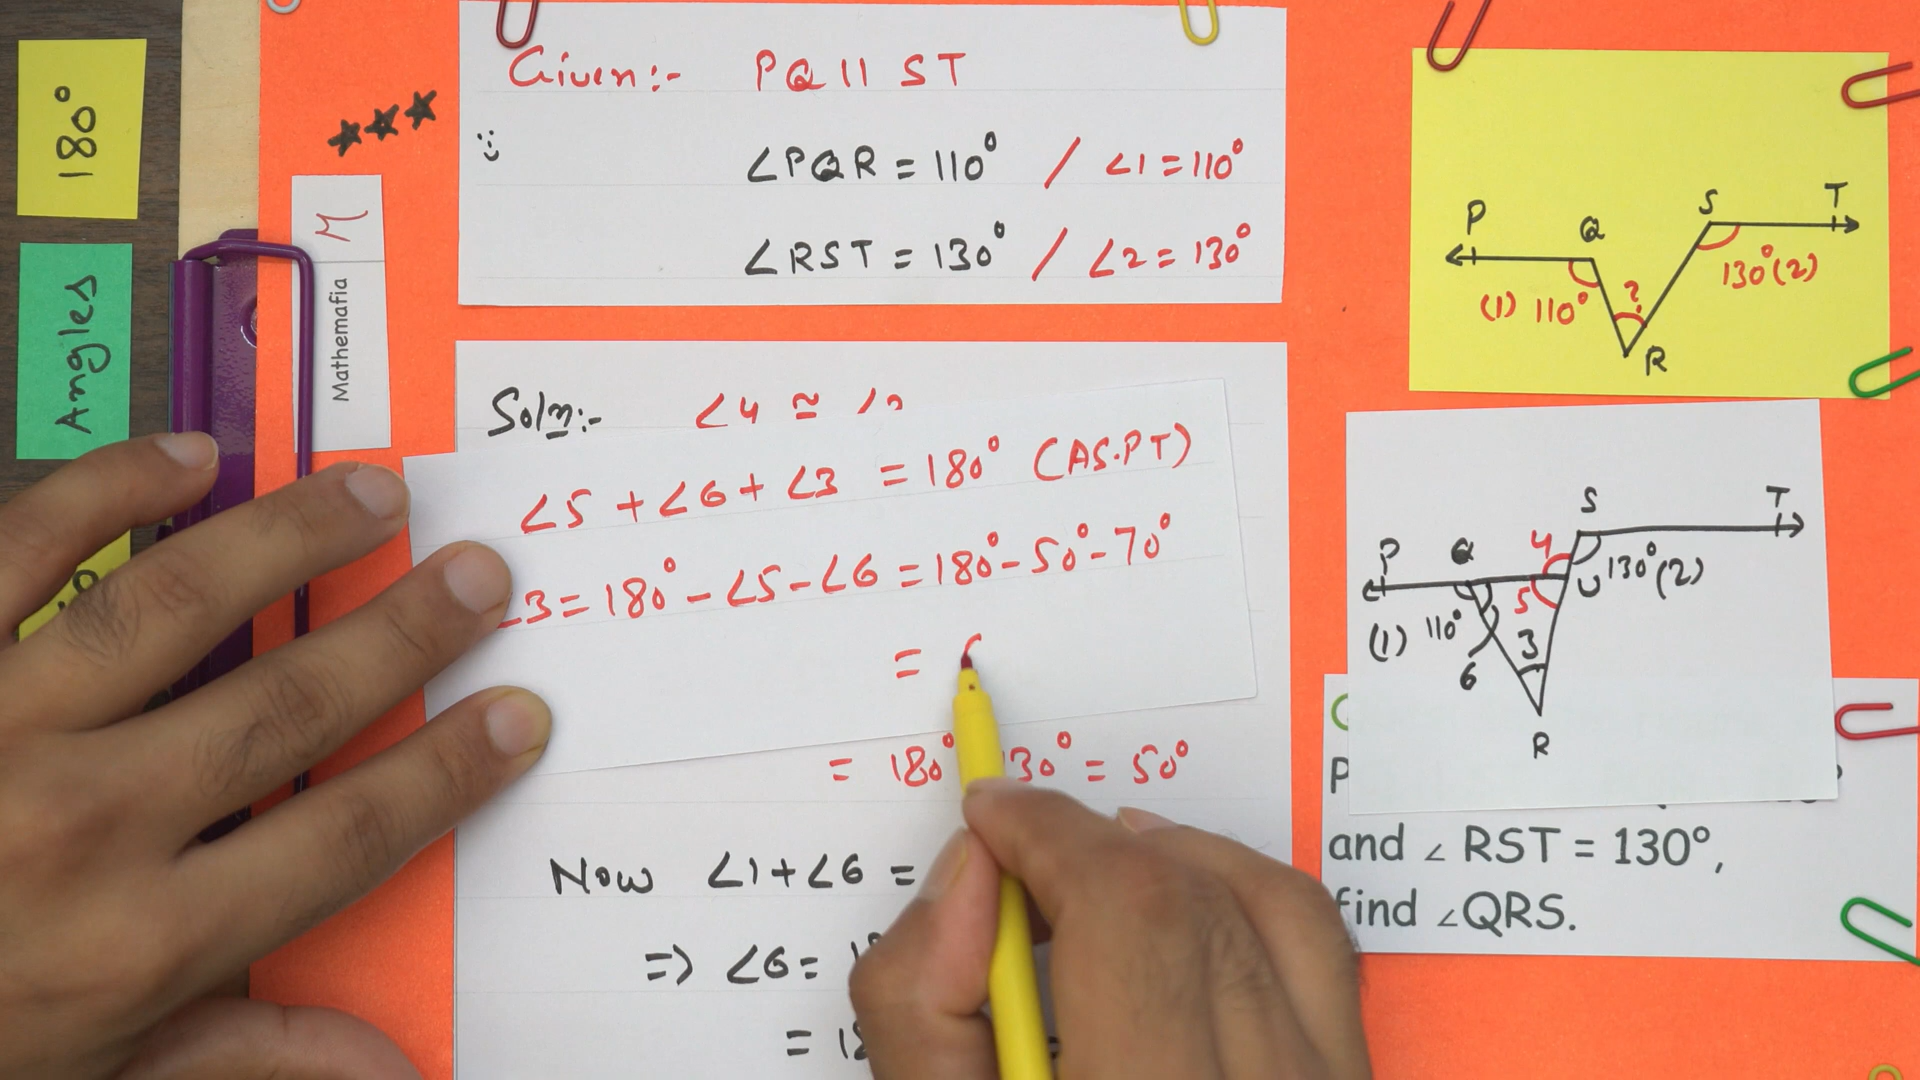 180°
Angles
M
Mathemafia
Given:- PQ || ST
∠PQR = 110° / ∠1 = 110°
∠RST = 130° / ∠2 = 130°
Soln:- ∠4 ≅
∠5 + ∠6 + ∠3 = 180° (AS.PT)
∠3 = 180° - ∠5 - ∠6 = 180° - 50° - 70°
=
= 180° 130° = 50°
Now ∠1 + ∠6 =
=> ∠6 =
=
P Q S T
(1) 110° ? 130° (2)
R
S T
P Q 4 U 130° (2)
(1) 110° 5
6 3
R
P
and ∠ RST = 130°,
find ∠QRS.